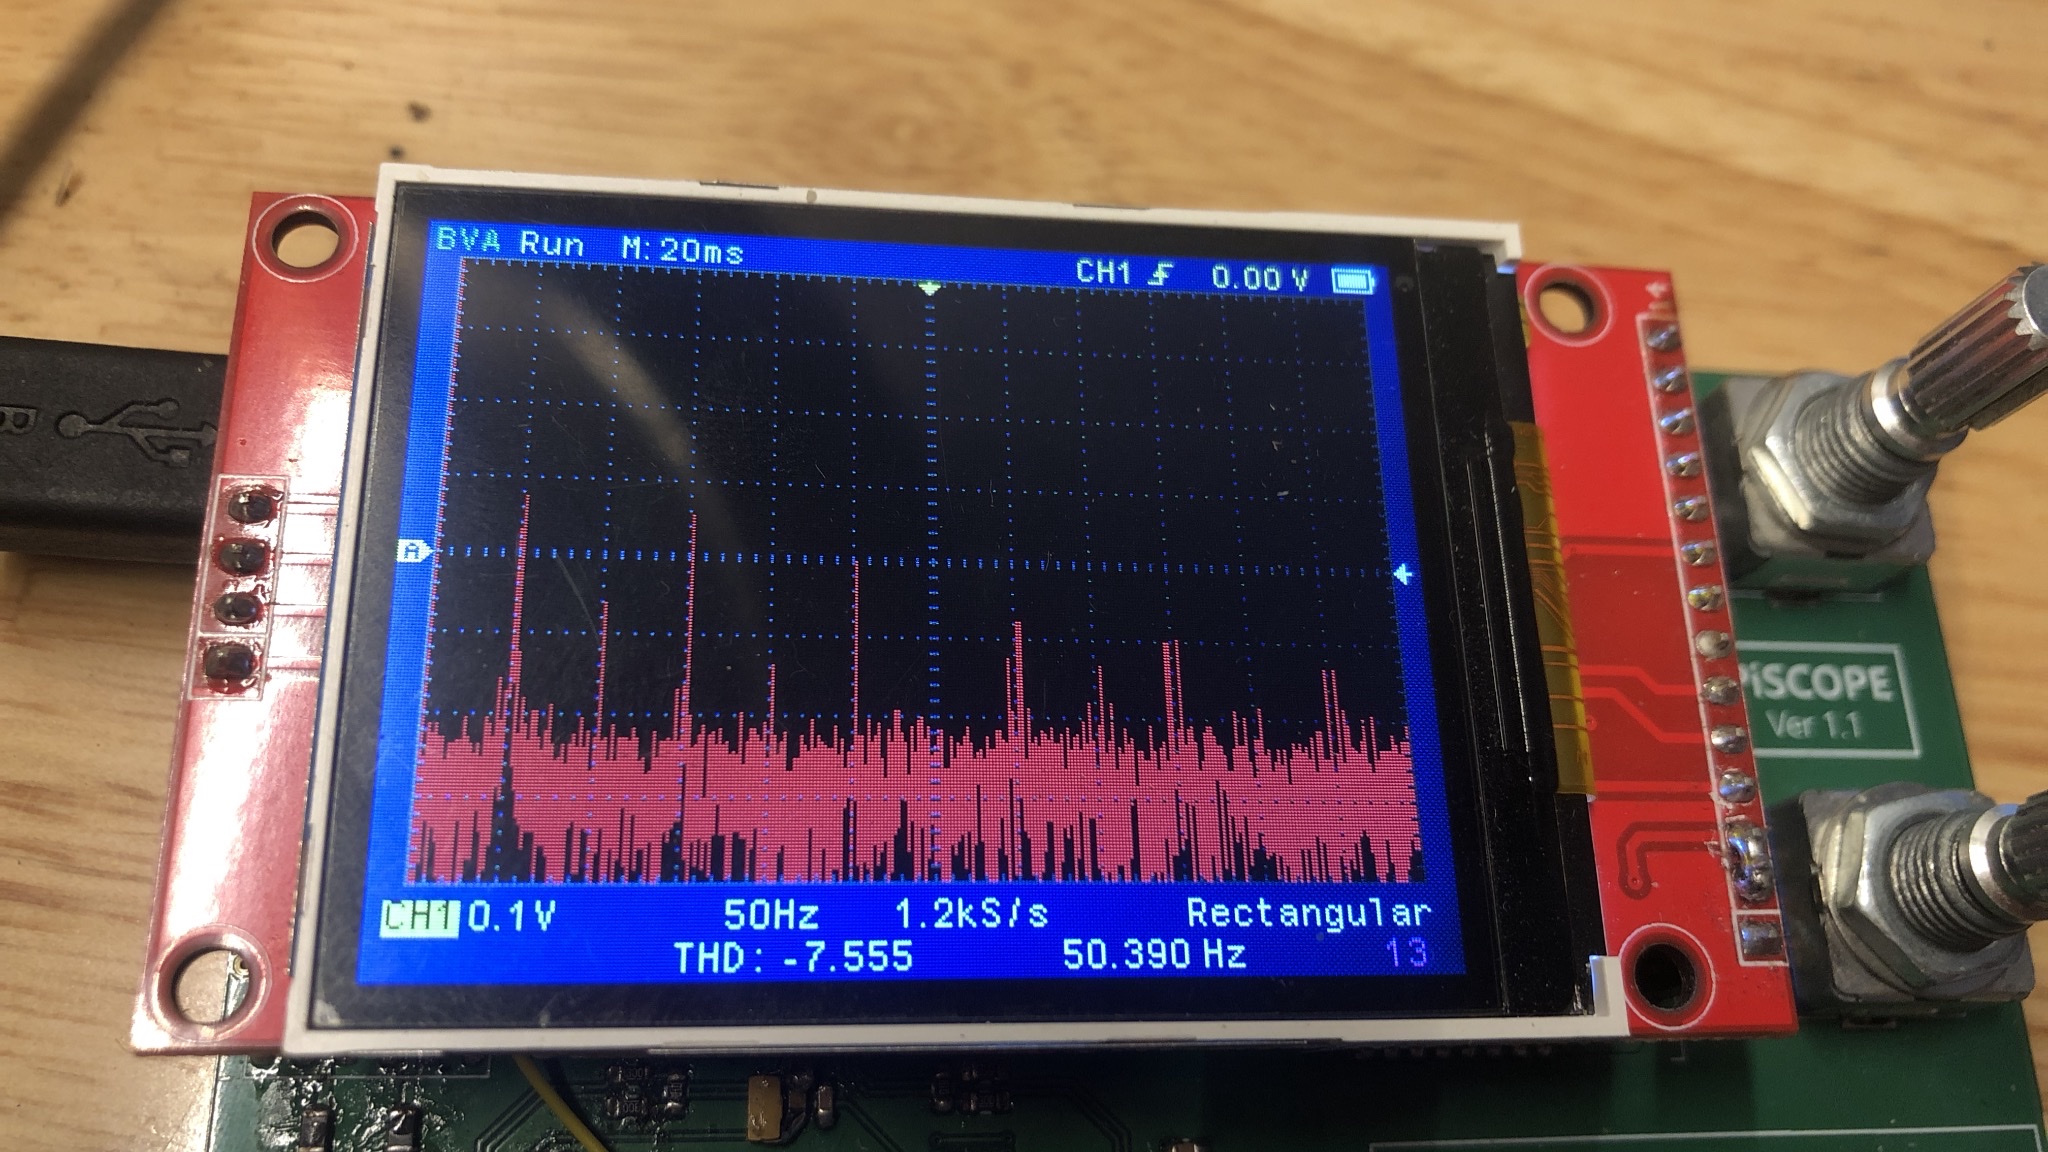 BVA Run M:20ms CH1 0.00 V
A
CH1 0.1V 50Hz 1.2kS/s Rectangular
THD: -7.555 50.390 Hz 13
PiSCOPE
Ver 1.1